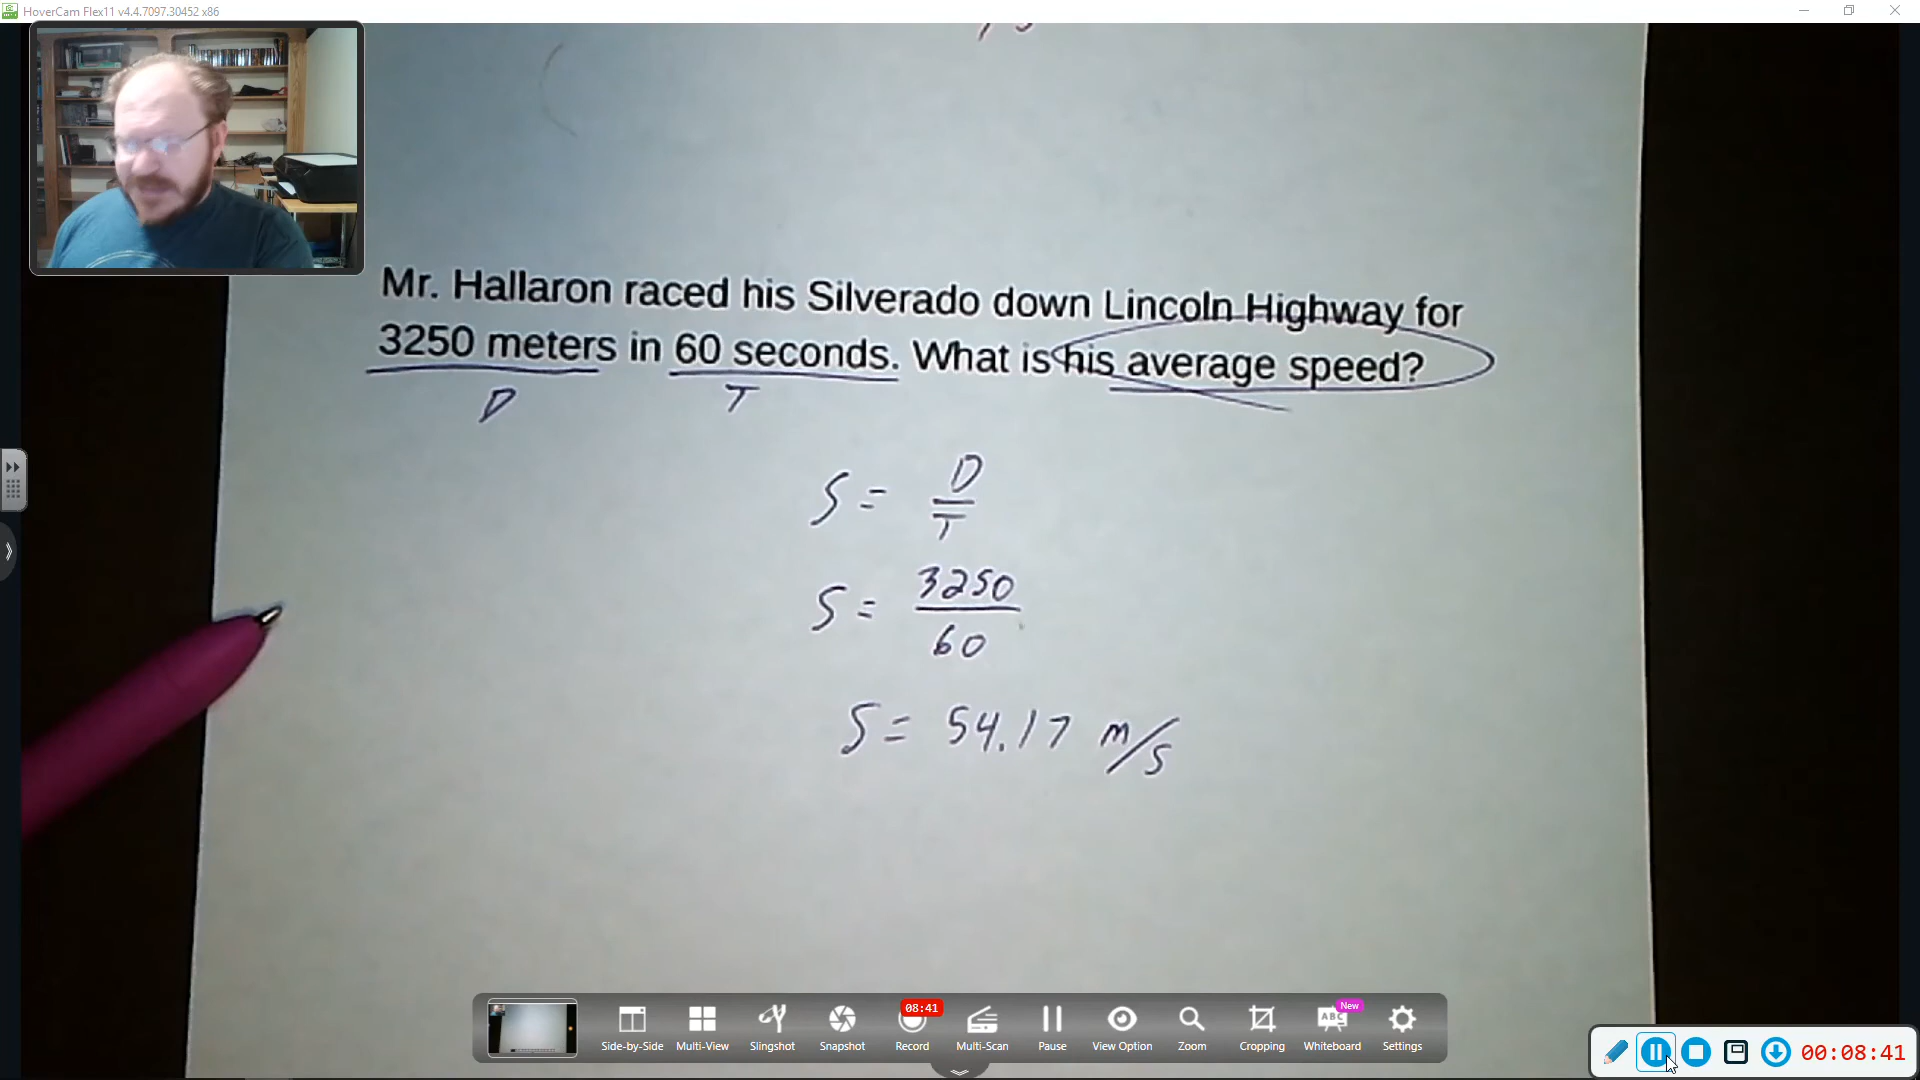 HoverCam Flex11 v4.4.7097.30452 x86
Mr. Hallaron raced his Silverado down Lincoln Highway for
3250 meters in 60 seconds. What is his average speed?
D T
S = D/T
S = 3250/60
S = 54.17 m/s
08:41
New
ABC
Side-by-Side Multi-View Slingshot Snapshot Record Multi-Scan Pause View Option Zoom Cropping Whiteboard Settings
00:08:41